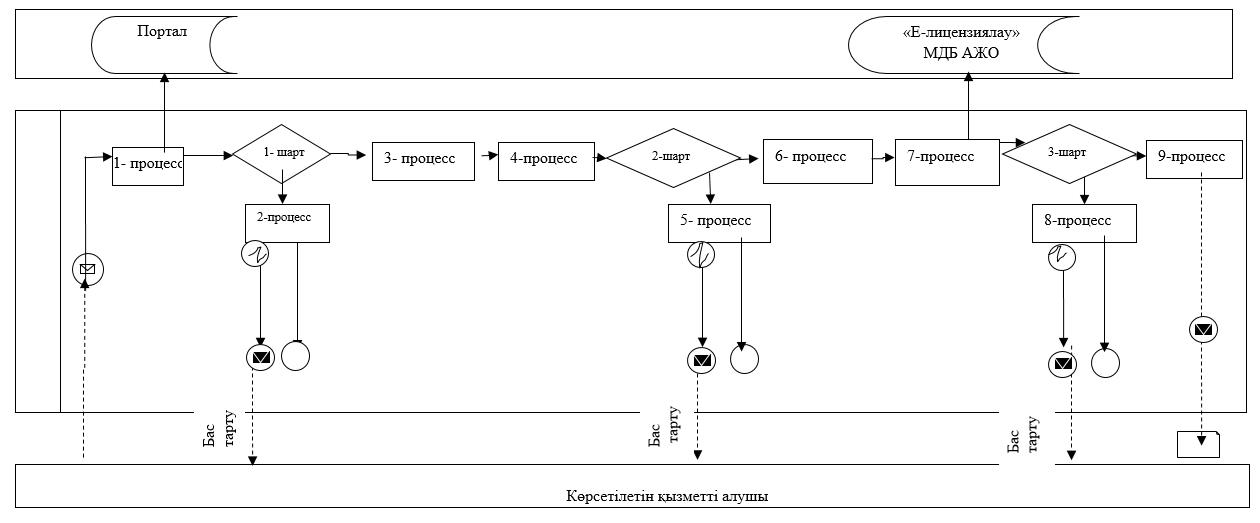 Портал
«Е-лицензиялау»
МДБ АЖО
1- процесс
1- шарт
3- процесс
4-процесс
2-шарт
6- процесс
7-процесс
3-шарт
9-процесс
2-процесс
5- процесс
8-процесс
Бас
тарту
Бас
тарту
Бас
тарту
Көрсетілетін қызметті алушы